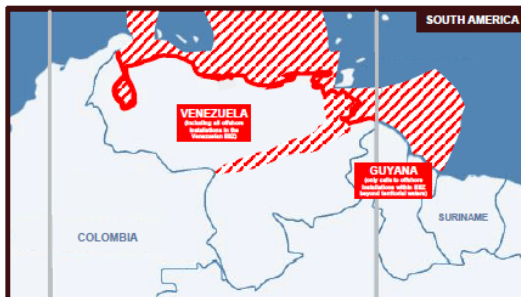 SOUTH AMERICA
VENEZUELA
(including all offshore
installations in the
Venezuelan EEZ)
GUYANA
(only calls to offshore
installations within EEZ
beyond territorial waters)
SURINAME
COLOMBIA